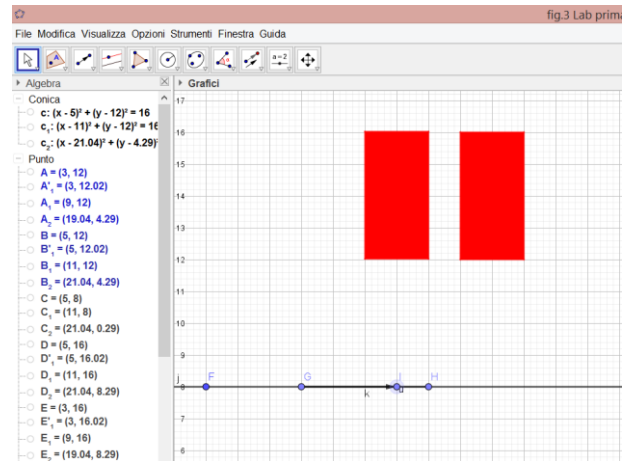 fig.3 Lab prima
File Modifica Visualizza Opzioni Strumenti Finestra Guida
a=2
Algebra
Grafici
Conica
c: (x - 5)² + (y - 12)² = 16
c₁: (x - 11)² + (y - 12)² = 16
c₂: (x - 21.04)² + (y - 4.29)²
Punto
A = (3, 12)
A'₁ = (3, 12.02)
A₁ = (9, 12)
A₂ = (19.04, 4.29)
B = (5, 12)
B'₁ = (5, 12.02)
B₁ = (11, 12)
B₂ = (21.04, 4.29)
C = (5, 8)
C₁ = (11, 8)
C₂ = (21.04, 0.29)
D = (5, 16)
D'₁ = (5, 16.02)
D₁ = (11, 16)
D₂ = (21.04, 8.29)
E = (3, 16)
E'₁ = (3, 16.02)
E₁ = (9, 16)
E₂ = (19.04, 8.29)
17
16
15
14
13
12
11
10
9
j F G I H
8
k
6